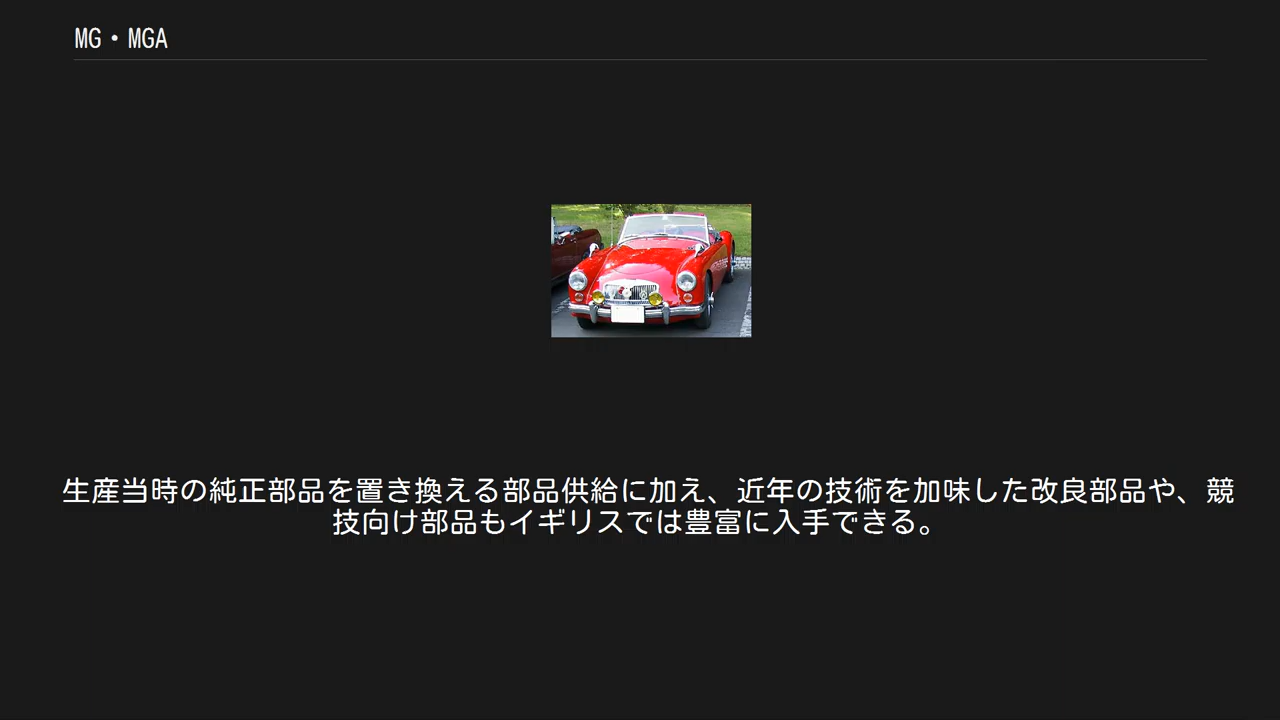 MG・MGA
生産当時の純正部品を置き換える部品供給に加え、近年の技術を加味した改良部品や、競
技向け部品もイギリスでは豊富に入手できる。